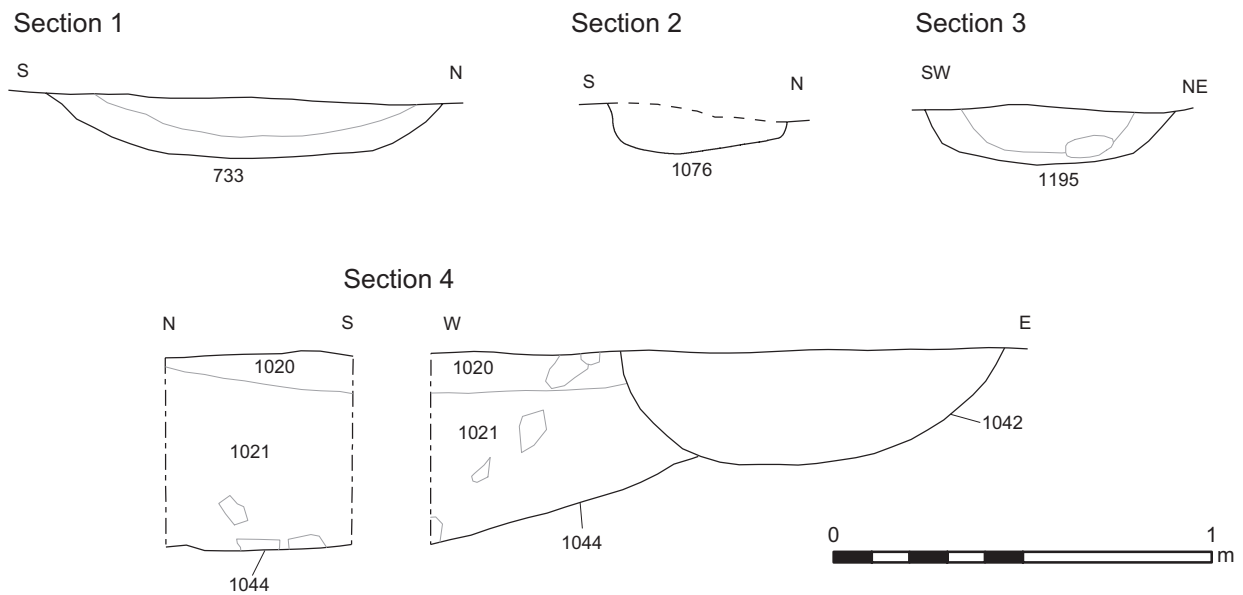 Section 1
Section 2
Section 3
S
N
S
N
SW
NE
733
1076
1195
Section 4
N
S
W
E
1020
1020
1021
1021
1042
1044
1044
0
1
m